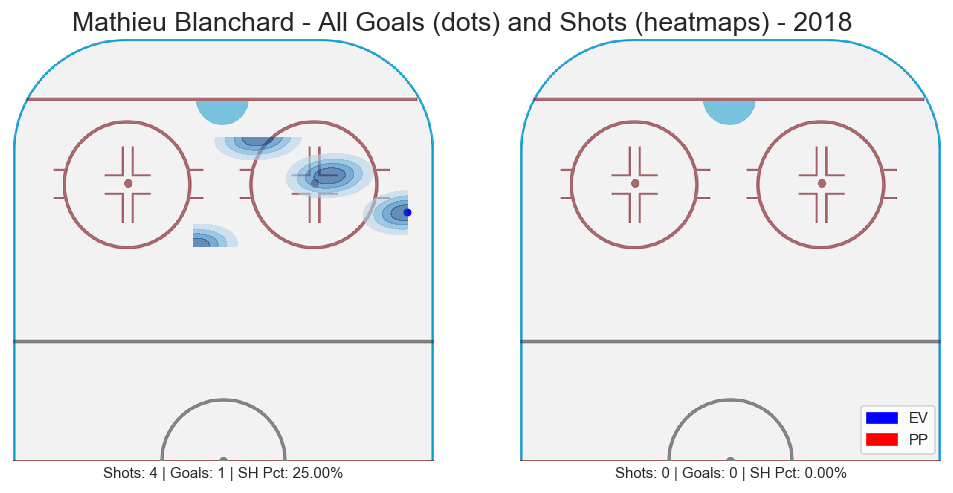 Mathieu Blanchard - All Goals (dots) and Shots (heatmaps) - 2018
EV
PP
Shots: 4 | Goals: 1 | SH Pct: 25.00%
Shots: 0 | Goals: 0 | SH Pct: 0.00%